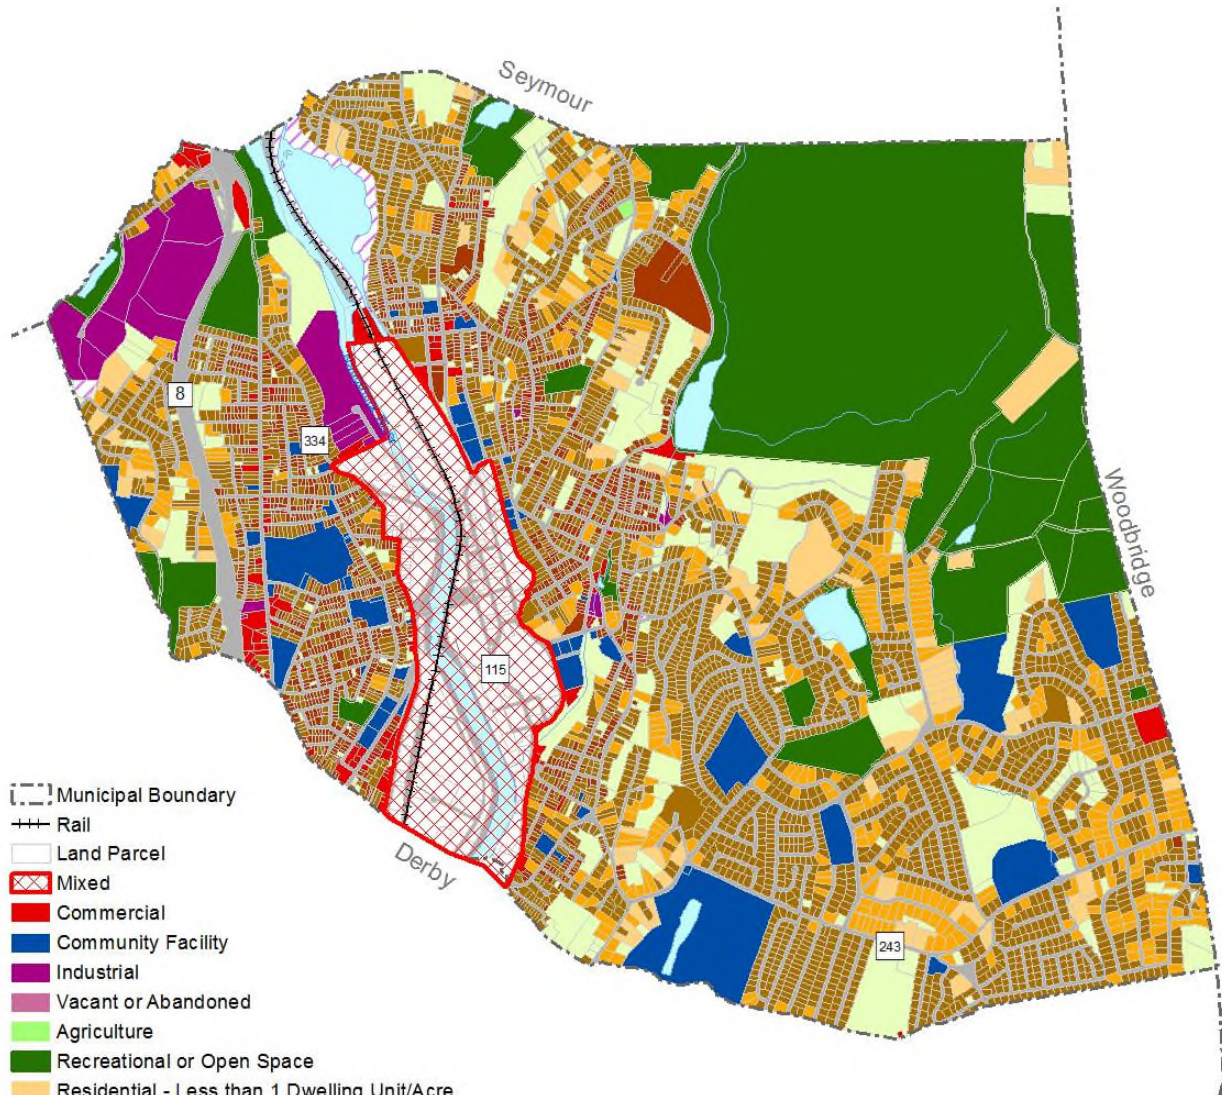 Seymour
8
334
Woodbridge
115
Derby
243
Municipal Boundary
Rail
Land Parcel
Mixed
Commercial
Community Facility
Industrial
Vacant or Abandoned
Agriculture
Recreational or Open Space
Residential - Less than 1 Dwelling Unit/Acre